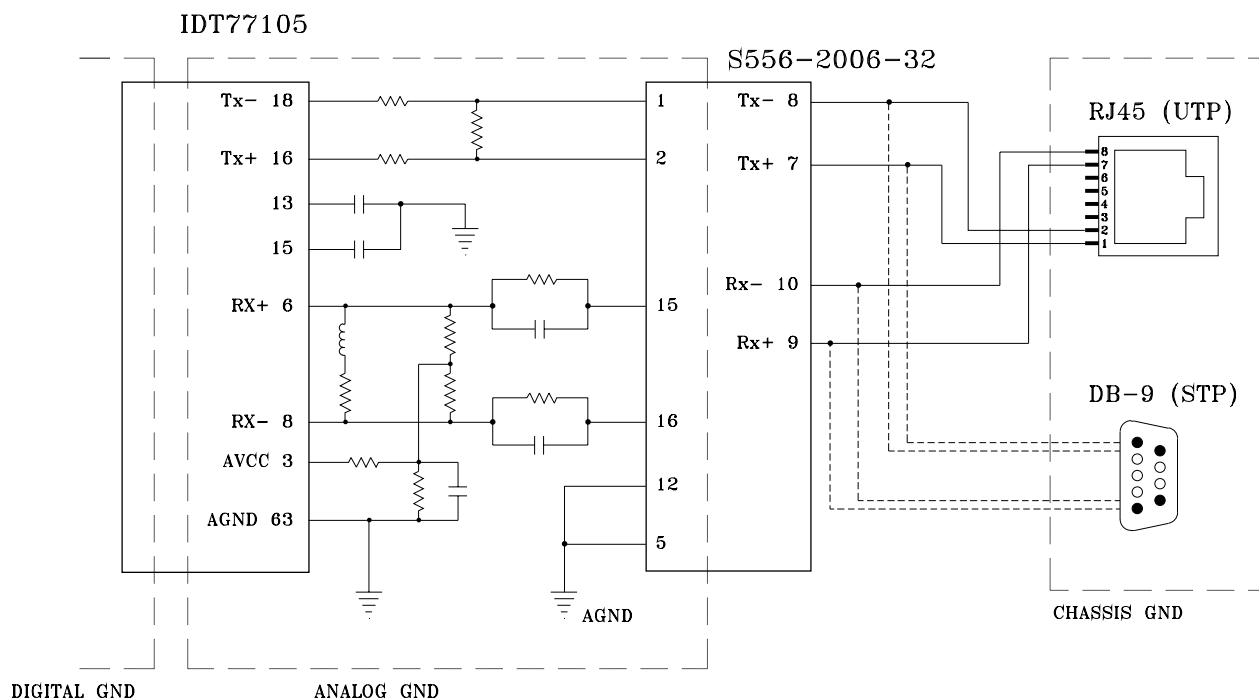 IDT77105
S556-2006-32
Tx- 18
1
Tx- 8
RJ45 (UTP)
Tx+ 16
2
Tx+ 7
8
7
6
5
4
3
2
1
13
15
RX+ 6
15
Rx- 10
Rx+ 9
RX- 8
16
DB-9 (STP)
AVCC 3
12
AGND 63
5
AGND
CHASSIS GND
DIGITAL GND
ANALOG GND